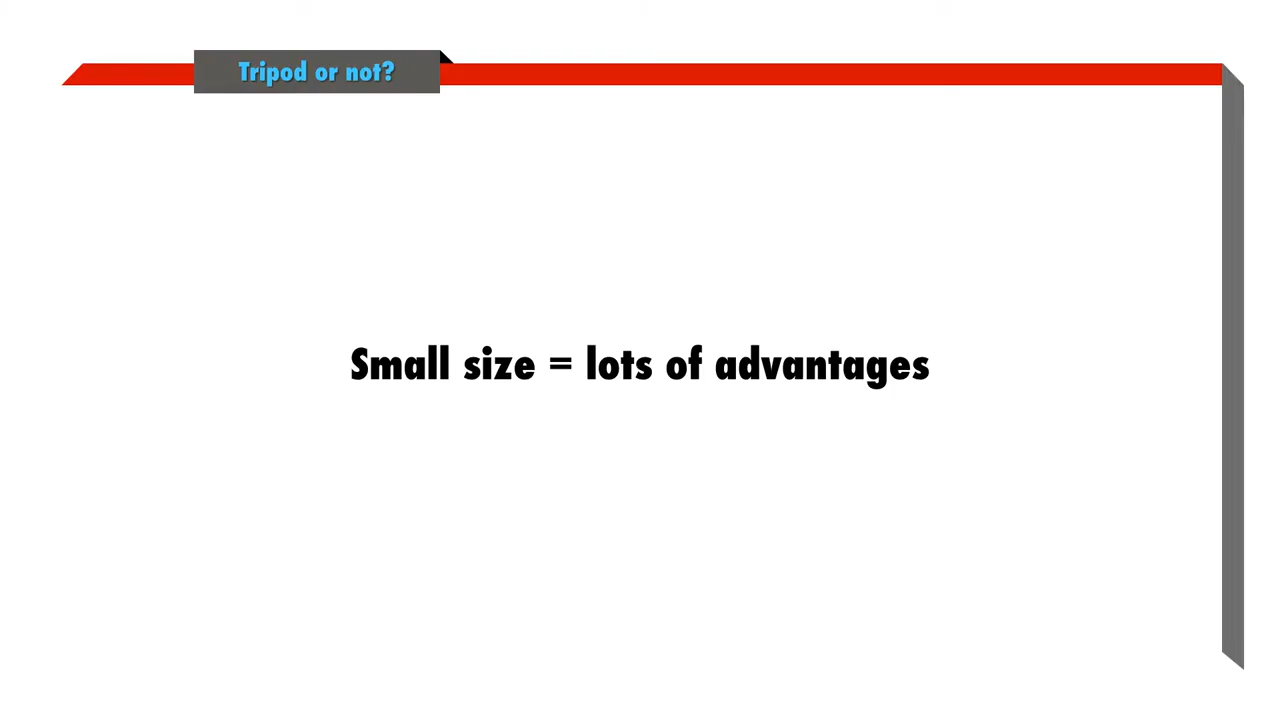 Tripod or not?
Small size = lots of advantages